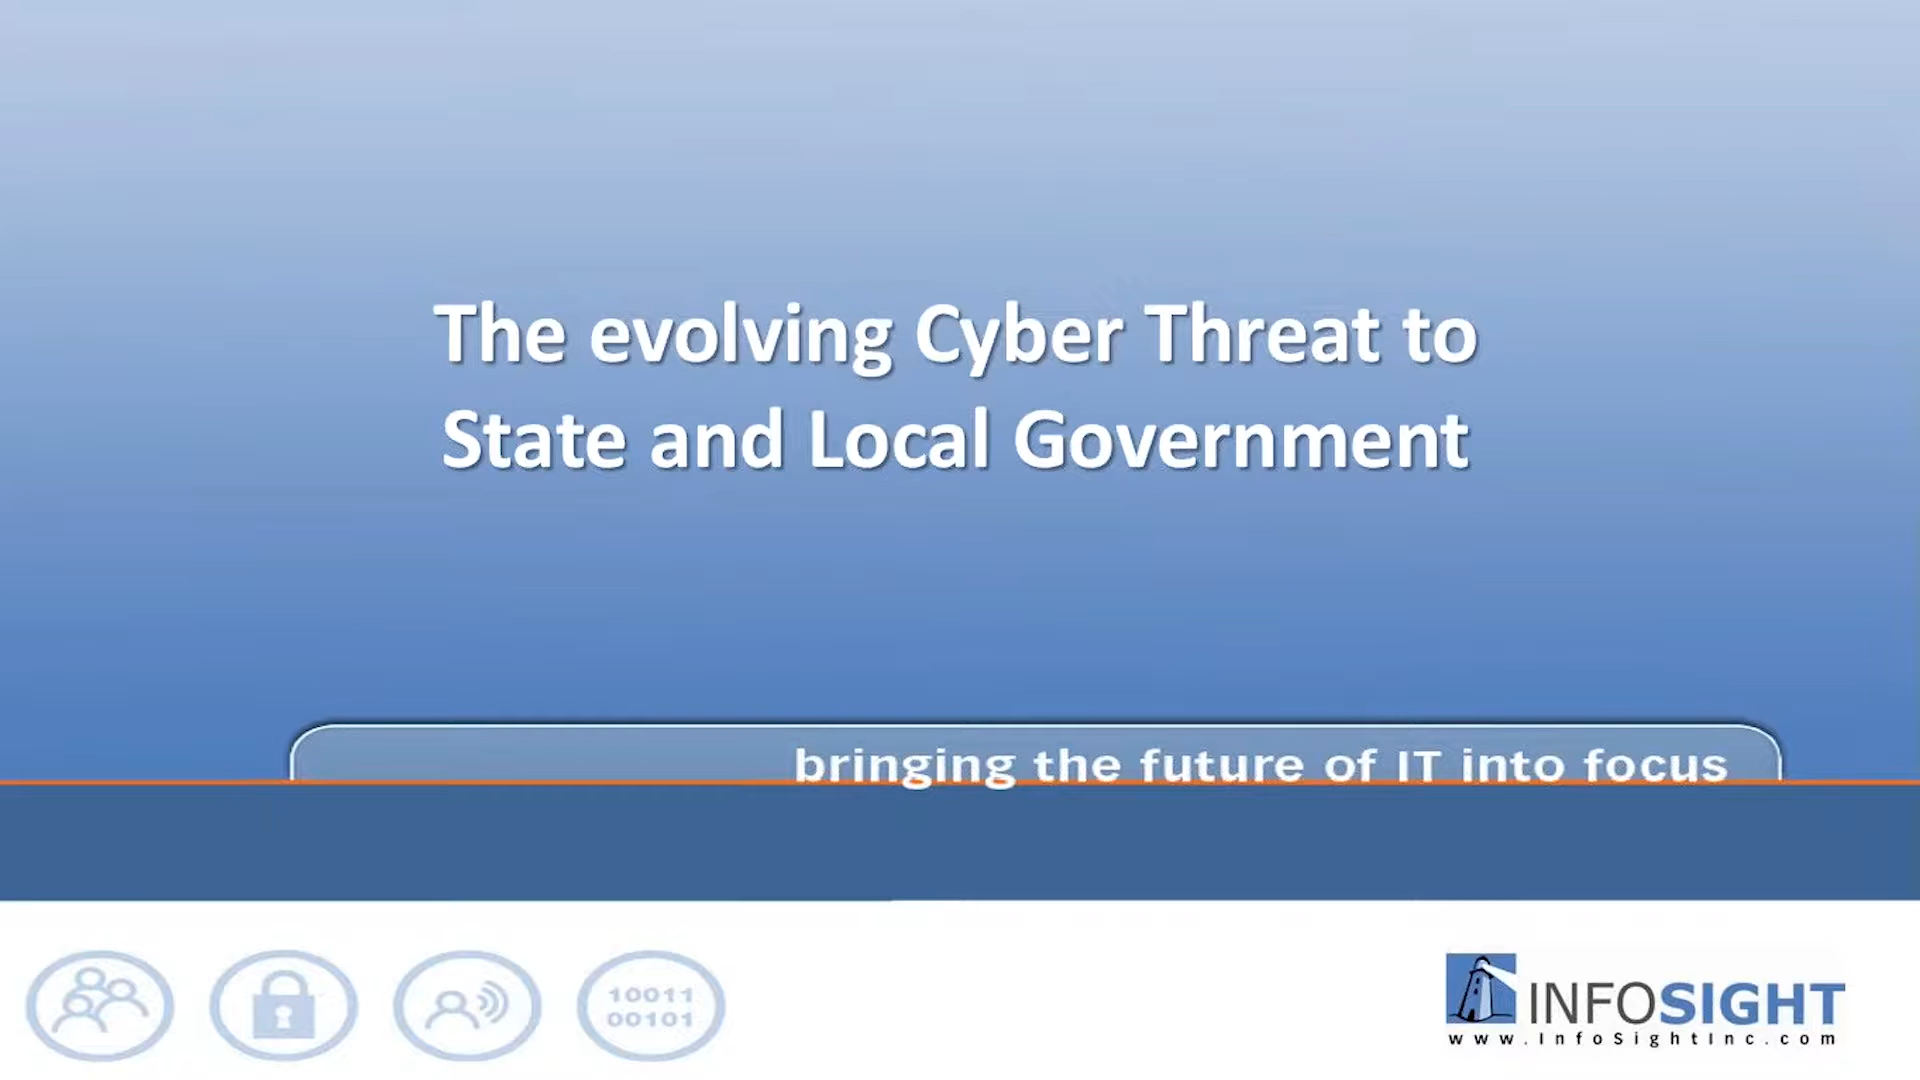 The evolving Cyber Threat to
State and Local Government
bringing the future of IT into focus
10011
00101
INFOSIGHT
www.InfoSightInc.com